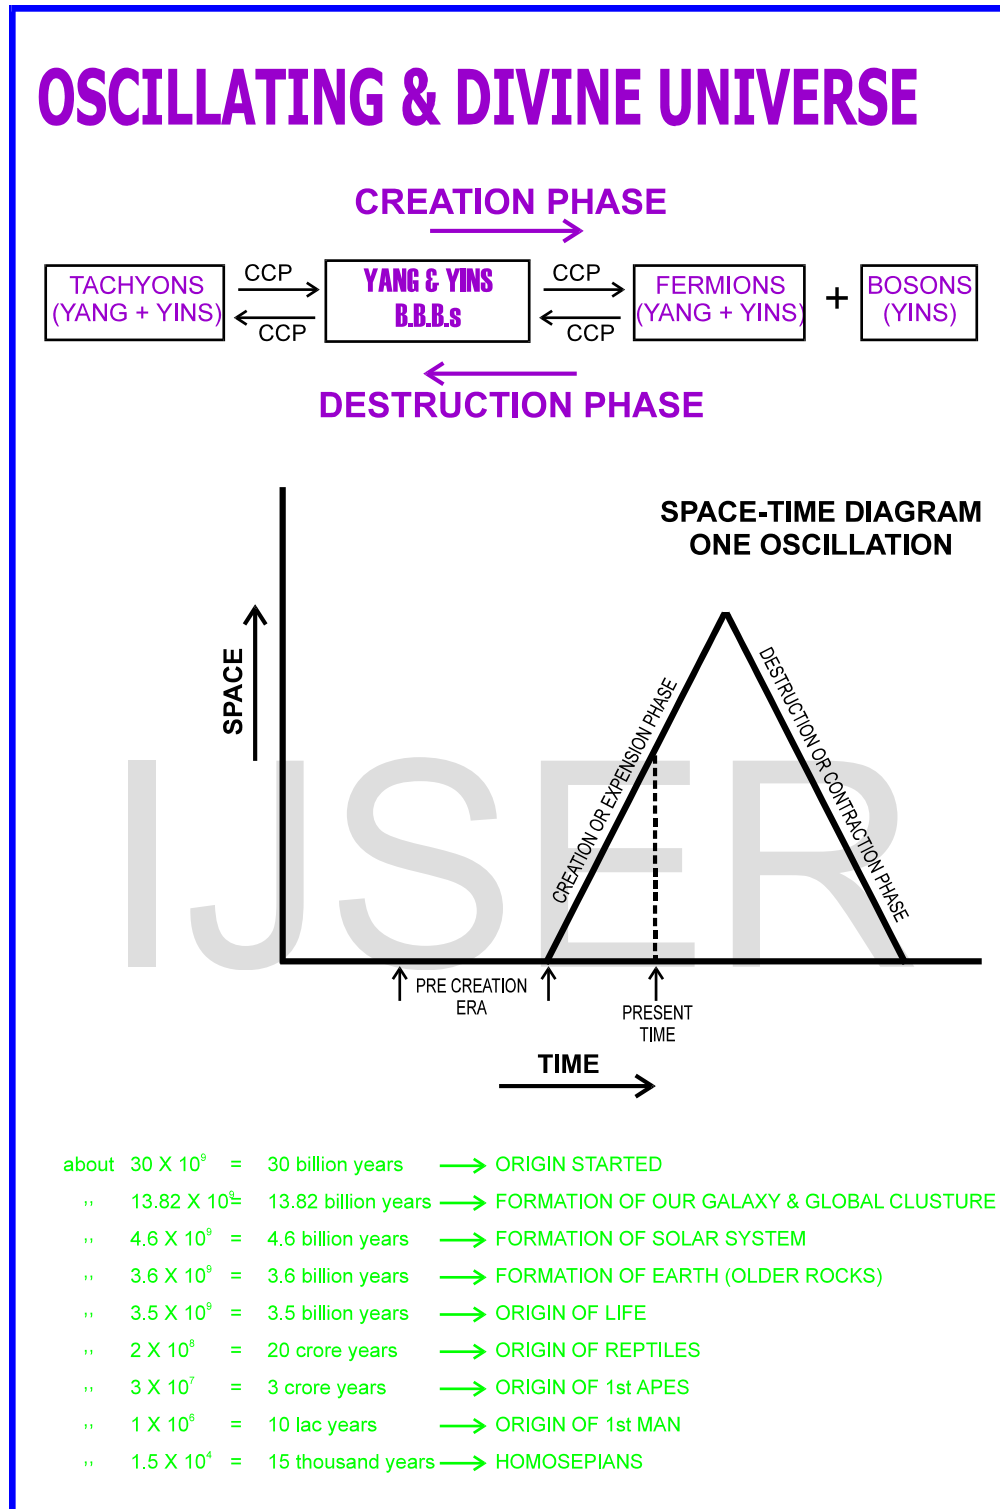 OSCILLATING & DIVINE UNIVERSE
CREATION PHASE
TACHYONS
(YANG + YINS)
CCP
CCP
YANG & YINS
B.B.B.s
CCP
CCP
FERMIONS
(YANG + YINS)
+
BOSONS
(YINS)
DESTRUCTION PHASE
SPACE-TIME DIAGRAM
ONE OSCILLATION
SPACE
CREATION OR EXPENSION PHASE
DESTRUCTION OR CONTRACTION PHASE
IJSER
PRE CREATION
ERA
PRESENT
TIME
TIME
about 30 X 10⁹ = 30 billion years → ORIGIN STARTED
,, 13.82 X 10⁹= 13.82 billion years → FORMATION OF OUR GALAXY & GLOBAL CLUSTURE
,, 4.6 X 10⁹ = 4.6 billion years → FORMATION OF SOLAR SYSTEM
,, 3.6 X 10⁹ = 3.6 billion years → FORMATION OF EARTH (OLDER ROCKS)
,, 3.5 X 10⁹ = 3.5 billion years → ORIGIN OF LIFE
,, 2 X 10⁸ = 20 crore years → ORIGIN OF REPTILES
,, 3 X 10⁷ = 3 crore years → ORIGIN OF 1st APES
,, 1 X 10⁶ = 10 lac years → ORIGIN OF 1st MAN
,, 1.5 X 10⁴ = 15 thousand years → HOMOSEPIANS